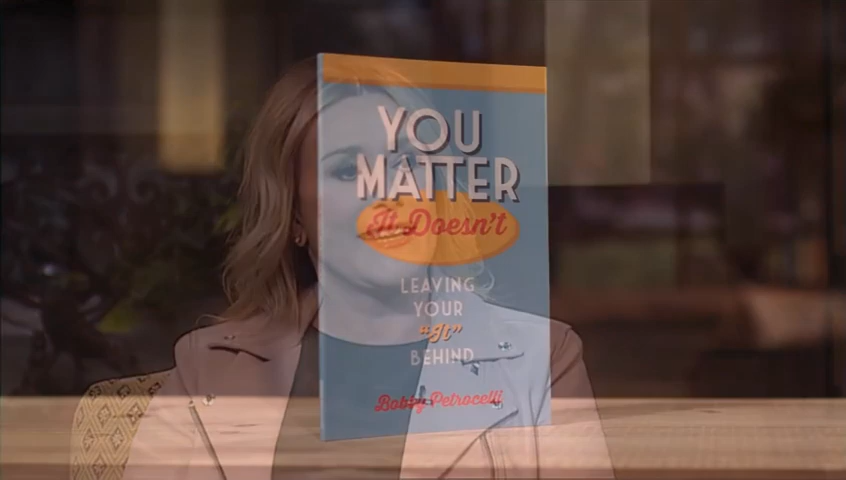 YOU
MATTER
It Doesn't
LEAVING
YOUR
"It"
BEHIND
Bobby Petrocelli